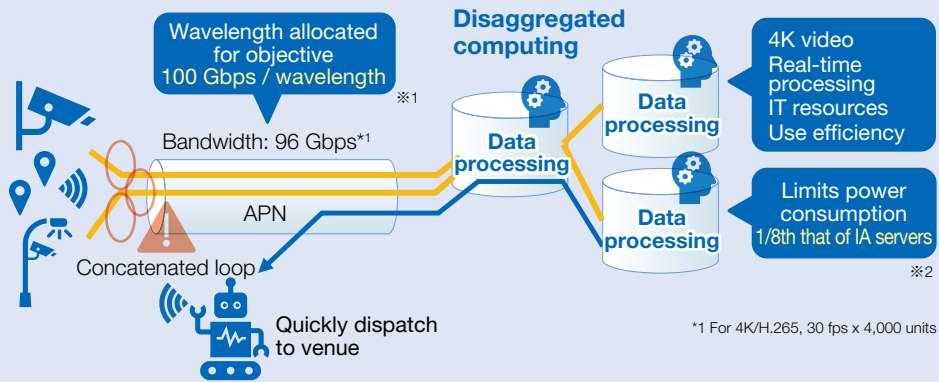 Wavelength allocated
for objective
100 Gbps / wavelength
※1
Bandwidth: 96 Gbps*1
APN
Concatenated loop
Quickly dispatch
to venue
Disaggregated
computing
Data
processing
Data
processing
Data
processing
4K video
Real-time
processing
IT resources
Use efficiency
Limits power
consumption
1/8th that of IA servers
※2
*1 For 4K/H.265, 30 fps x 4,000 units